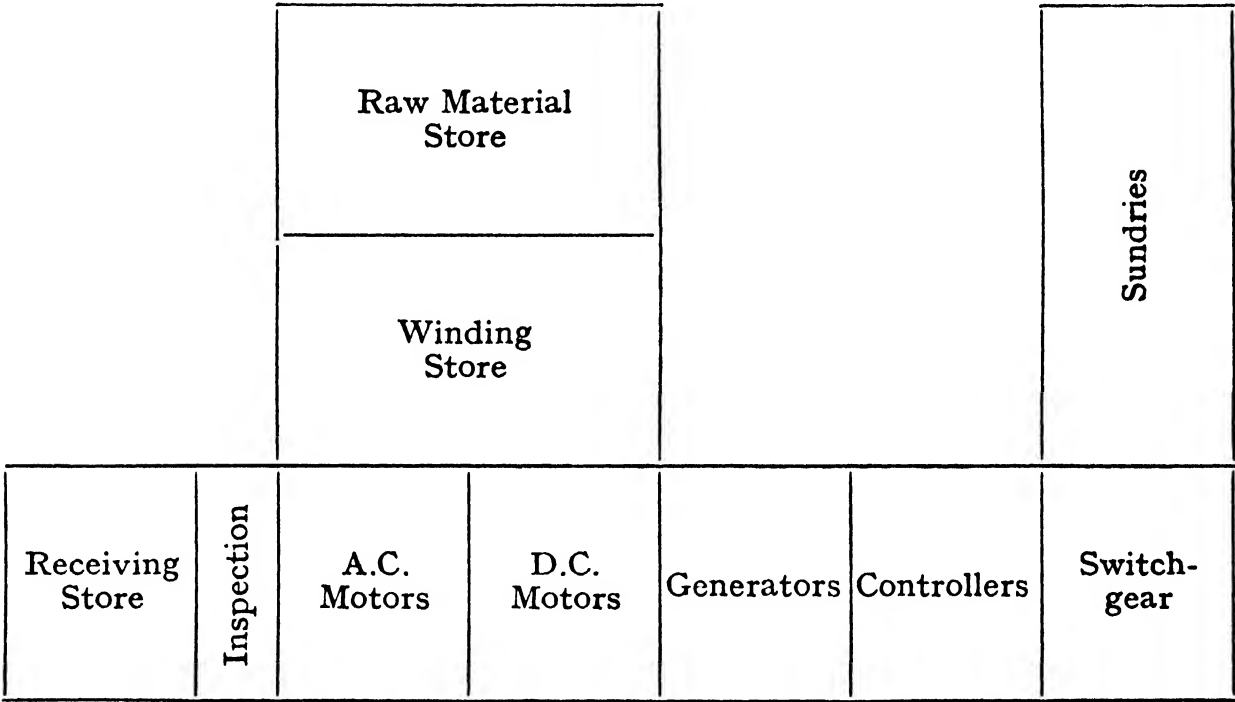 Raw Material
Store
Sundries
Winding
Store
Receiving
Store
Inspection
A.C.
Motors
D.C.
Motors
Generators
Controllers
Switch-
gear